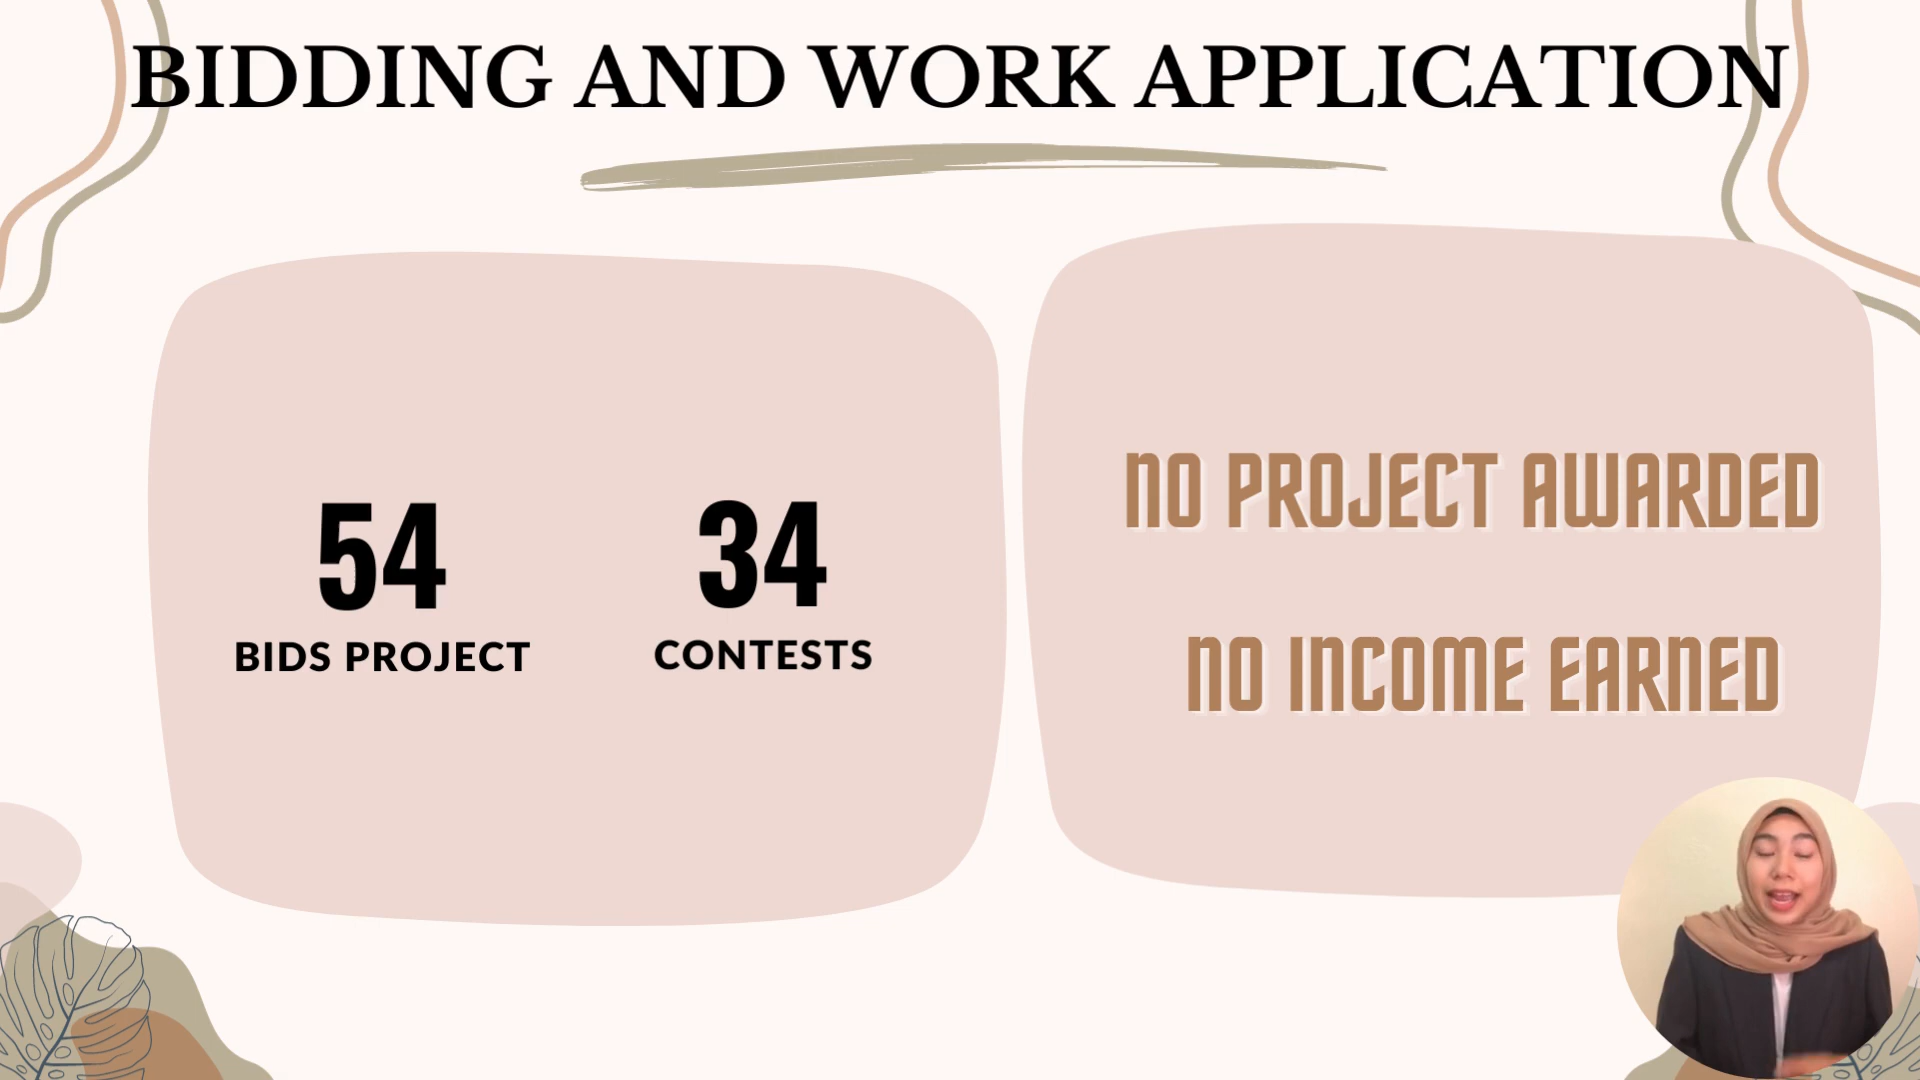 BIDDING AND WORK APPLICATION
54
BIDS PROJECT
34
CONTESTS
NO PROJECT AWARDED
NO INCOME EARNED